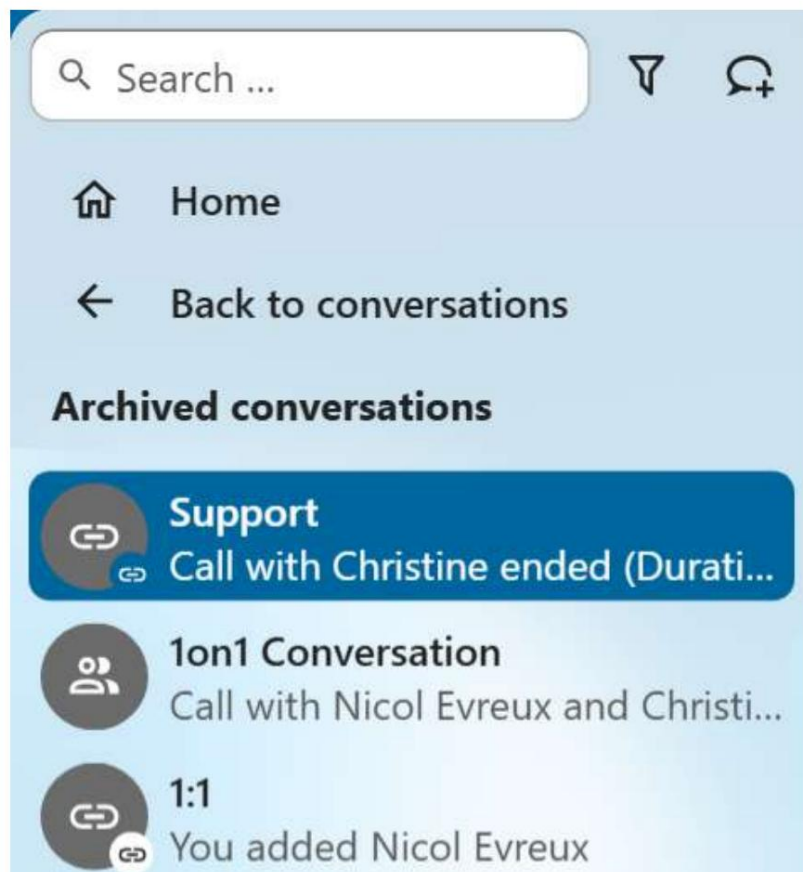 Search ...
Home
Back to conversations
Archived conversations
Support
Call with Christine ended (Durati...
1on1 Conversation
Call with Nicol Evreux and Christi...
1:1
You added Nicol Evreux